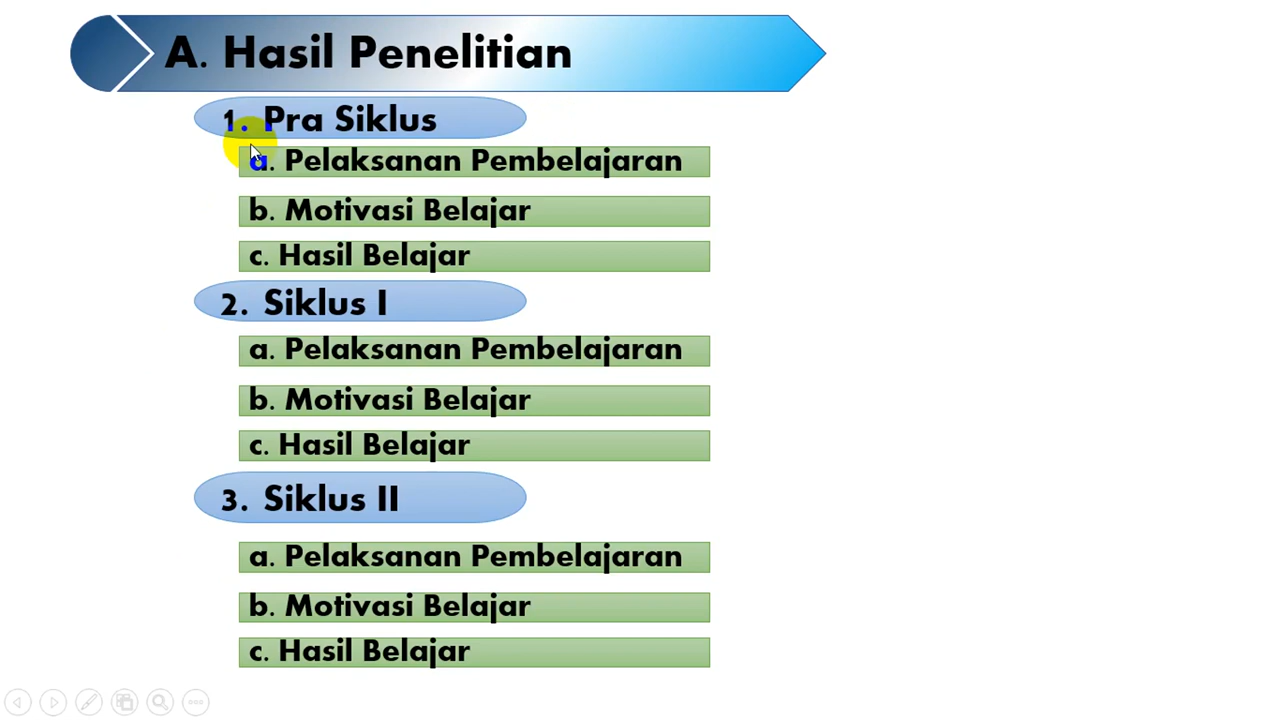 A. Hasil Penelitian
1. Pra Siklus
a. Pelaksanan Pembelajaran
b. Motivasi Belajar
c. Hasil Belajar
2. Siklus I
a. Pelaksanan Pembelajaran
b. Motivasi Belajar
c. Hasil Belajar
3. Siklus II
a. Pelaksanan Pembelajaran
b. Motivasi Belajar
c. Hasil Belajar